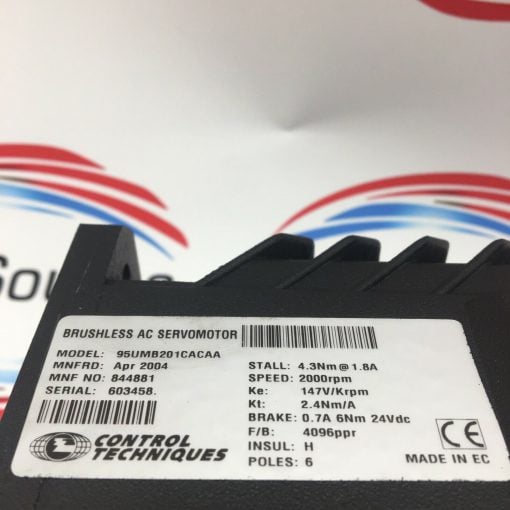 BRUSHLESS AC SERVOMOTOR
MODEL: 95UMB201CACAA
MNFRD: Apr 2004
MNF NO: 844881
SERIAL: 603458.
CONTROL
TECHNIQUES
STALL: 4.3Nm@1.8A
SPEED: 2000rpm
Ke: 147V/Krpm
Kt: 2.4Nm/A
BRAKE: 0.7A 6Nm 24Vdc
F/B: 4096ppr
INSUL: H
POLES: 6
CE
MADE IN EC